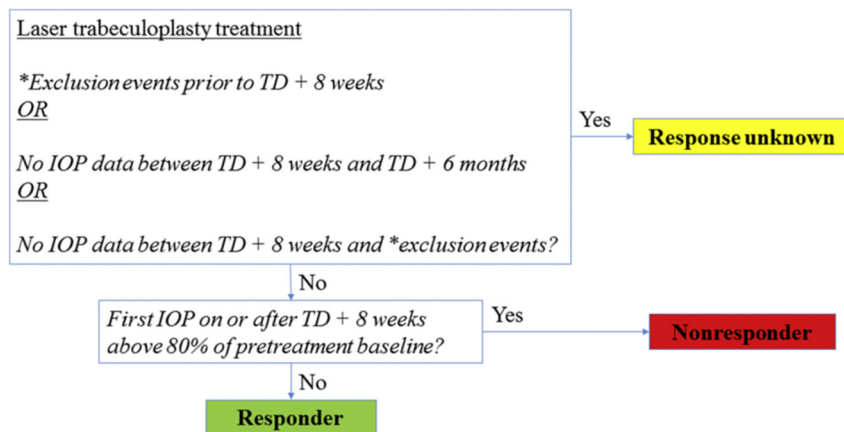 Laser trabeculoplasty treatment
*Exclusion events prior to TD + 8 weeks
OR
Yes
Response unknown
No IOP data between TD + 8 weeks and TD + 6 months
OR
No IOP data between TD + 8 weeks and *exclusion events?
No
First IOP on or after TD + 8 weeks
above 80% of pretreatment baseline?
Yes
Nonresponder
No
Responder